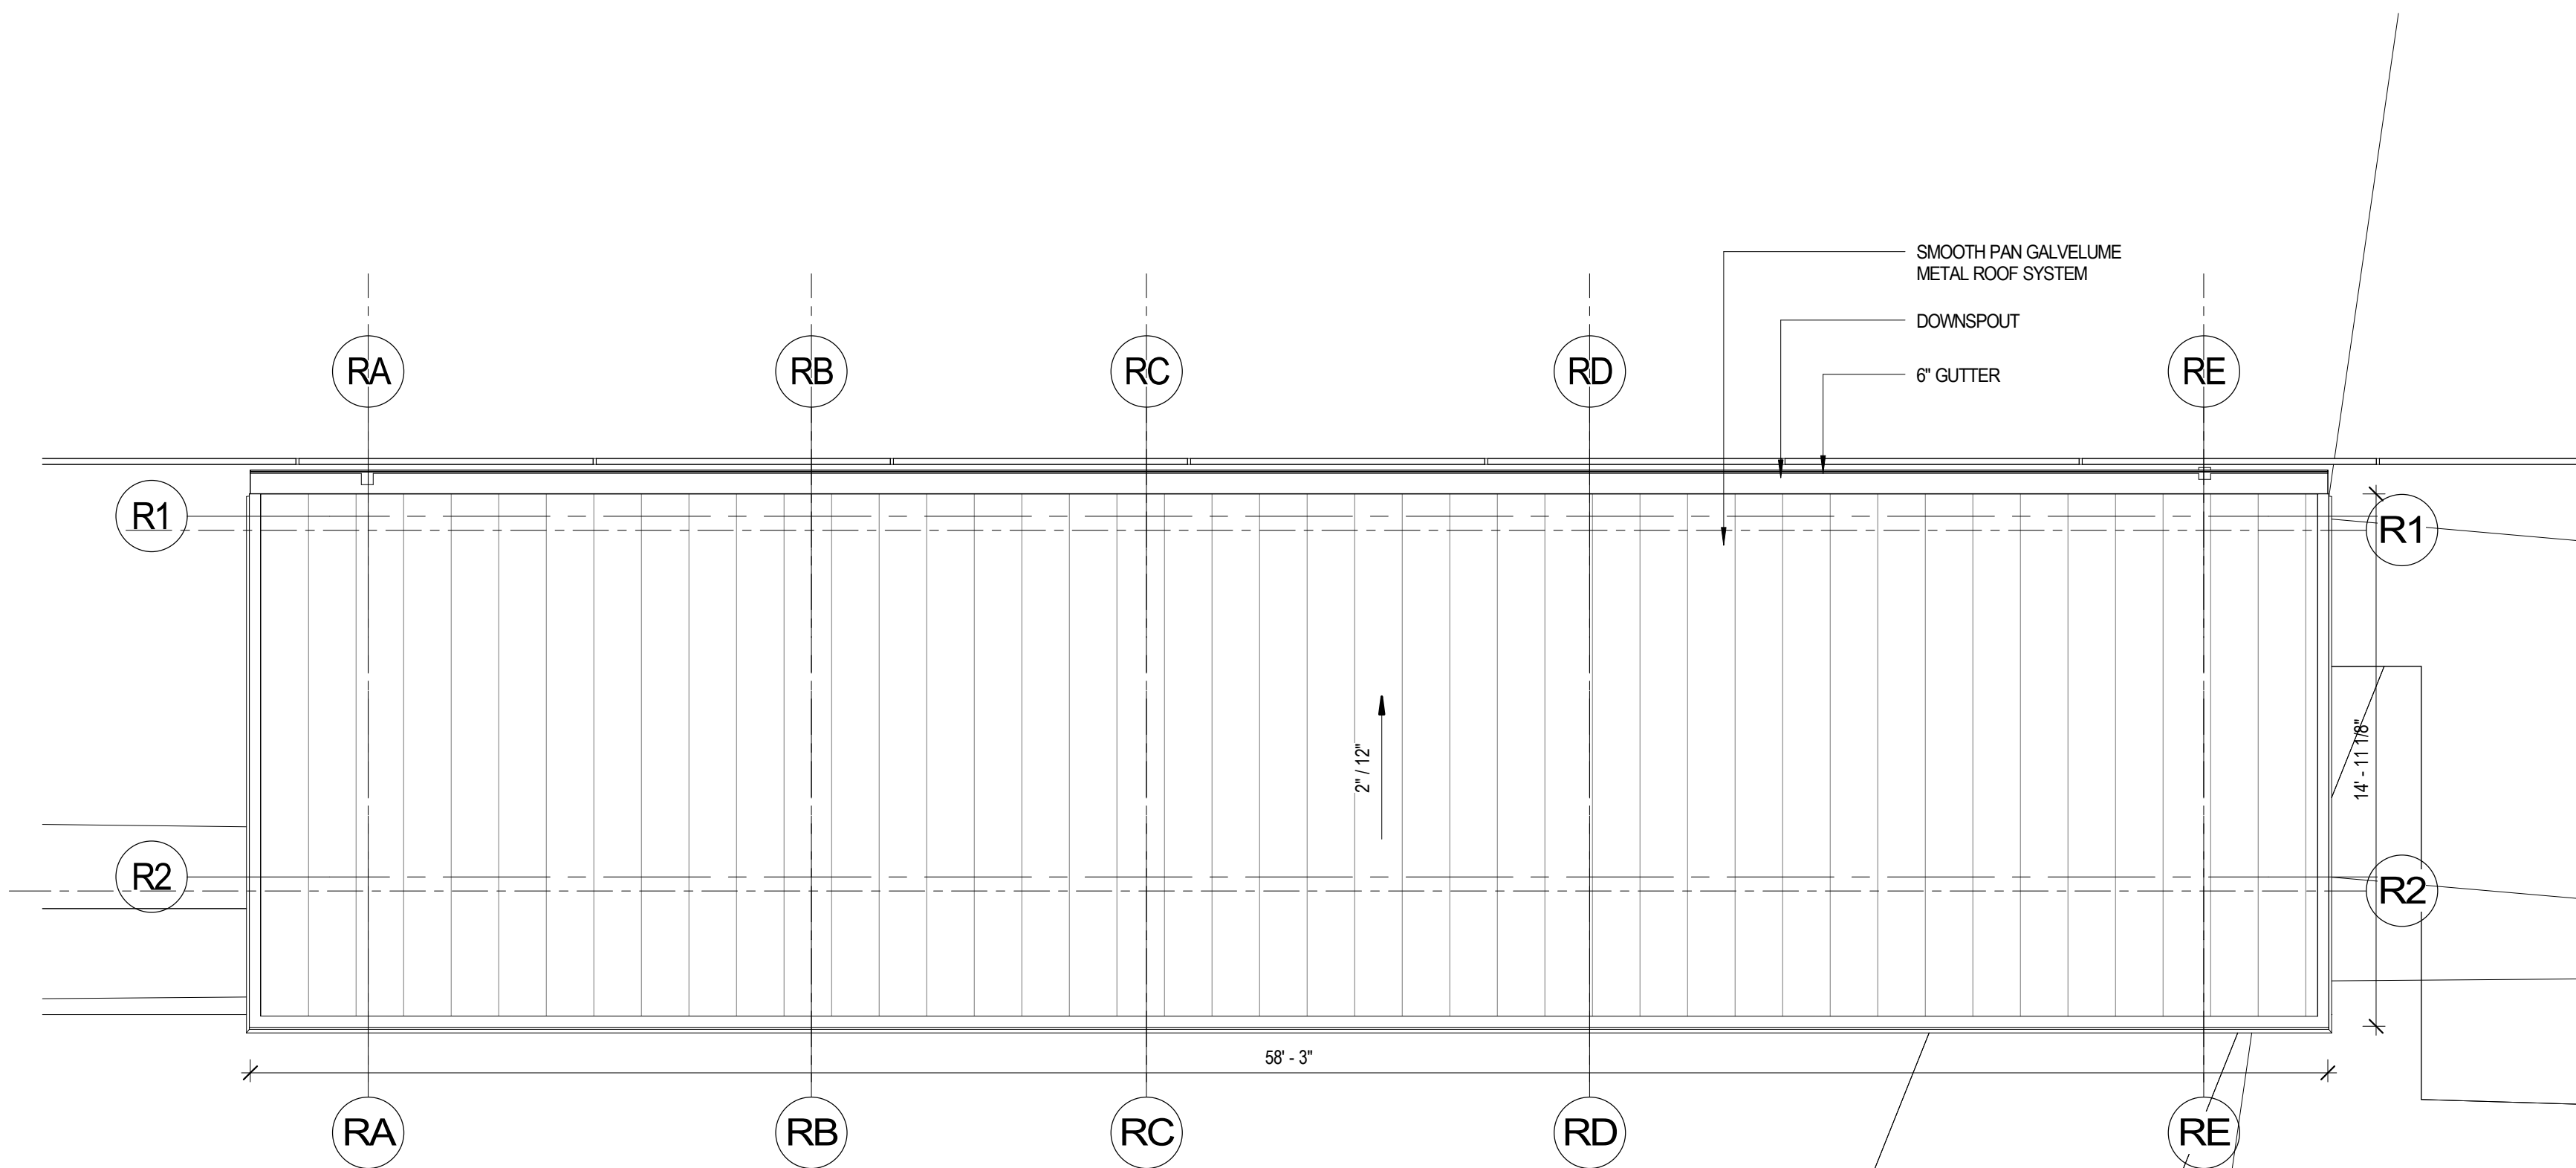 SMOOTH PAN GALVELUME
METAL ROOF SYSTEM
DOWNSPOUT
6" GUTTER
RA
RB
RC
RD
RE
R1
R1
2" / 12"
14' - 11 1/8"
R2
R2
58' - 3"
RA
RB
RC
RD
RE